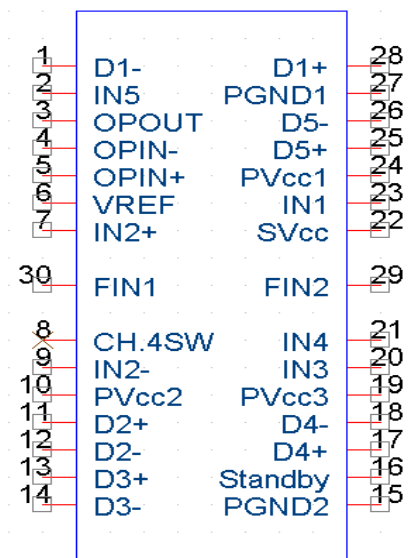 1 D1- D1+ 28
2 IN5 PGND1 27
3 OPOUT D5- 26
4 OPIN- D5+ 25
5 OPIN+ PVcc1 24
6 VREF IN1 23
7 IN2+ SVcc 22
30 FIN1 FIN2 29
8 CH.4SW IN4 21
9 IN2- IN3 20
10 PVcc2 PVcc3 19
11 D2+ D4- 18
12 D2- D4+ 17
13 D3+ Standby 16
14 D3- PGND2 15